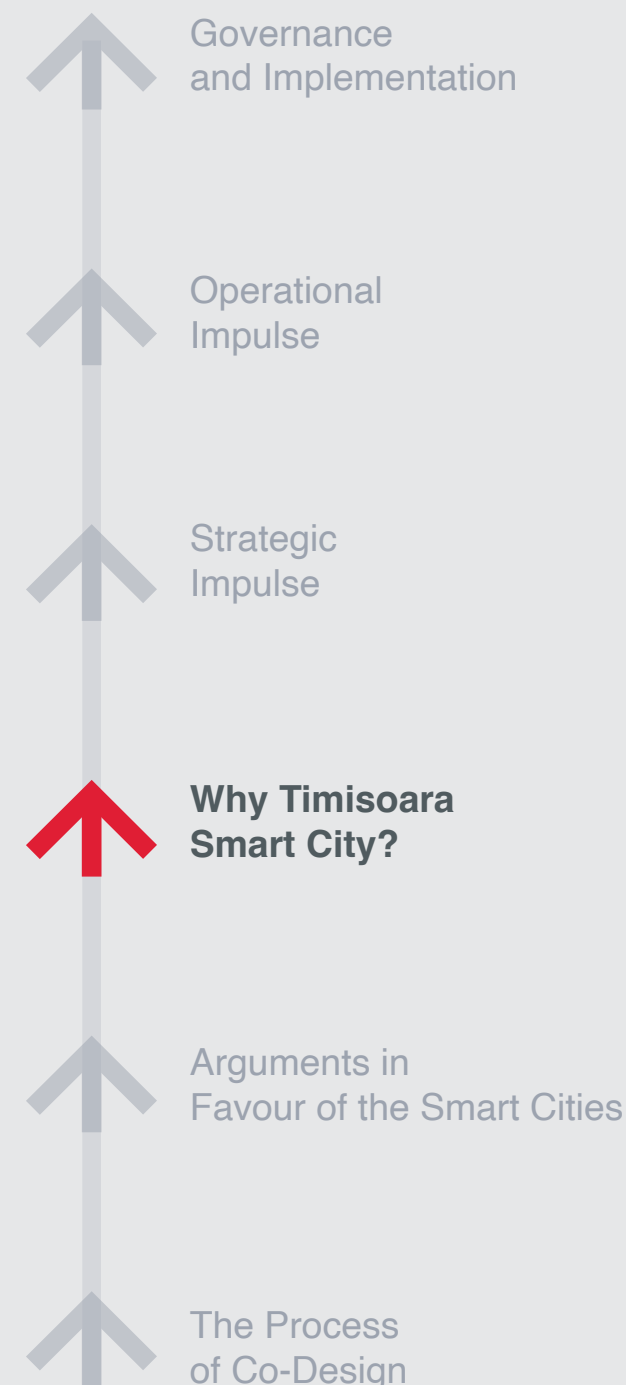 Governance
and Implementation
Operational
Impulse
Strategic
Impulse
Why Timisoara
Smart City?
Arguments in
Favour of the Smart Cities
The Process
of Co-Design